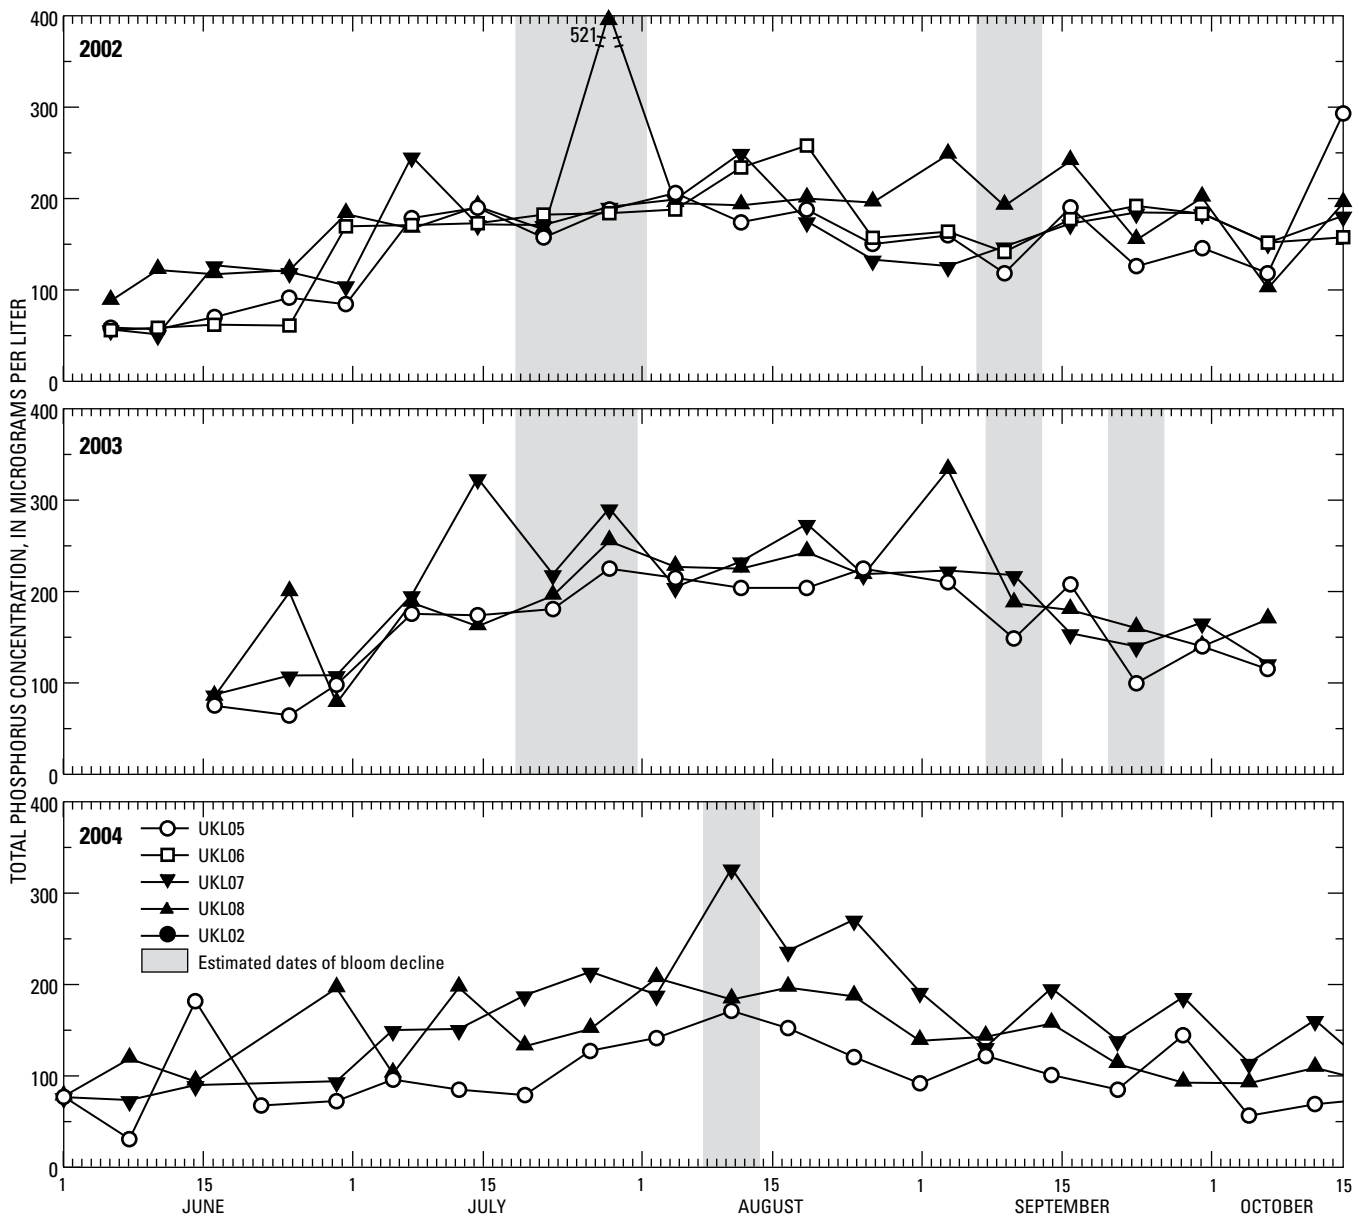 TOTAL PHOSPHORUS CONCENTRATION, IN MICROGRAMS PER LITER
400
2002
521
300
200
100
0
400
2003
300
200
100
0
400
2004
UKL05
UKL06
UKL07
UKL08
UKL02
Estimated dates of bloom decline
300
200
100
0
1 15 1 15 1 15 1 15 1 15
JUNE JULY AUGUST SEPTEMBER OCTOBER